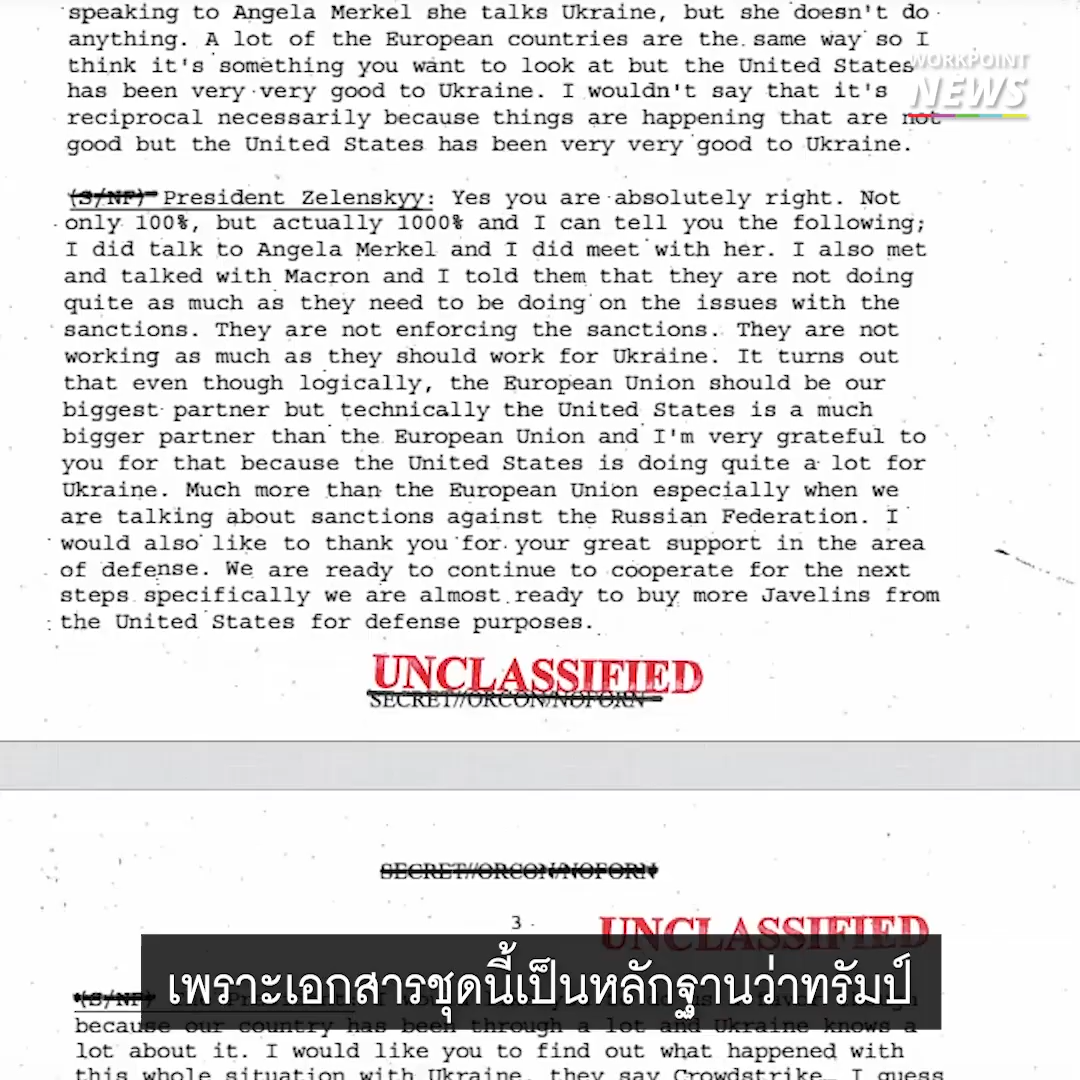 speaking to Angela Merkel she talks Ukraine, but she doesn't do
anything. A lot of the European countries are the same way so I
think it's something you want to look at but the United States
WORKPOINT
NEWS
has been very very good to Ukraine. I wouldn't say that it's
reciprocal necessarily because things are happening that are not
good but the United States has been very very good to Ukraine.
(S/NF) President Zelenskyy: Yes you are absolutely right. Not
only 100%, but actually 1000% and I can tell you the following;
I did talk to Angela Merkel and I did meet with her. I also met
and talked with Macron and I told them that they are not doing
quite as much as they need to be doing on the issues with the
sanctions. They are not enforcing the sanctions. They are not
working as much as they should work for Ukraine. It turns out
that even though logically, the European Union should be our
biggest partner but technically the United States is a much
bigger partner than the European Union and I'm very grateful to
you for that because the United States is doing quite a lot for
Ukraine. Much more than the European Union especially when we
are talking about sanctions against the Russian Federation. I
would also like to thank you for your great support in the area
of defense. We are ready to continue to cooperate for the next
steps specifically we are almost ready to buy more Javelins from
the United States for defense purposes.
UNCLASSIFIED
SECRET//ORCON/NOFORN
SECRET//ORCON/NOFORN
3
UNCLASSIFIED
เพราะเอกสารชุดนี้เป็นหลักฐานว่าทรัมป์
(S/NF)
because our country has been through a lot and Ukraine knows a
lot about it. I would like you to find out what happened with
this whole situation with Ukraine, they say Crowdstrike... I guess